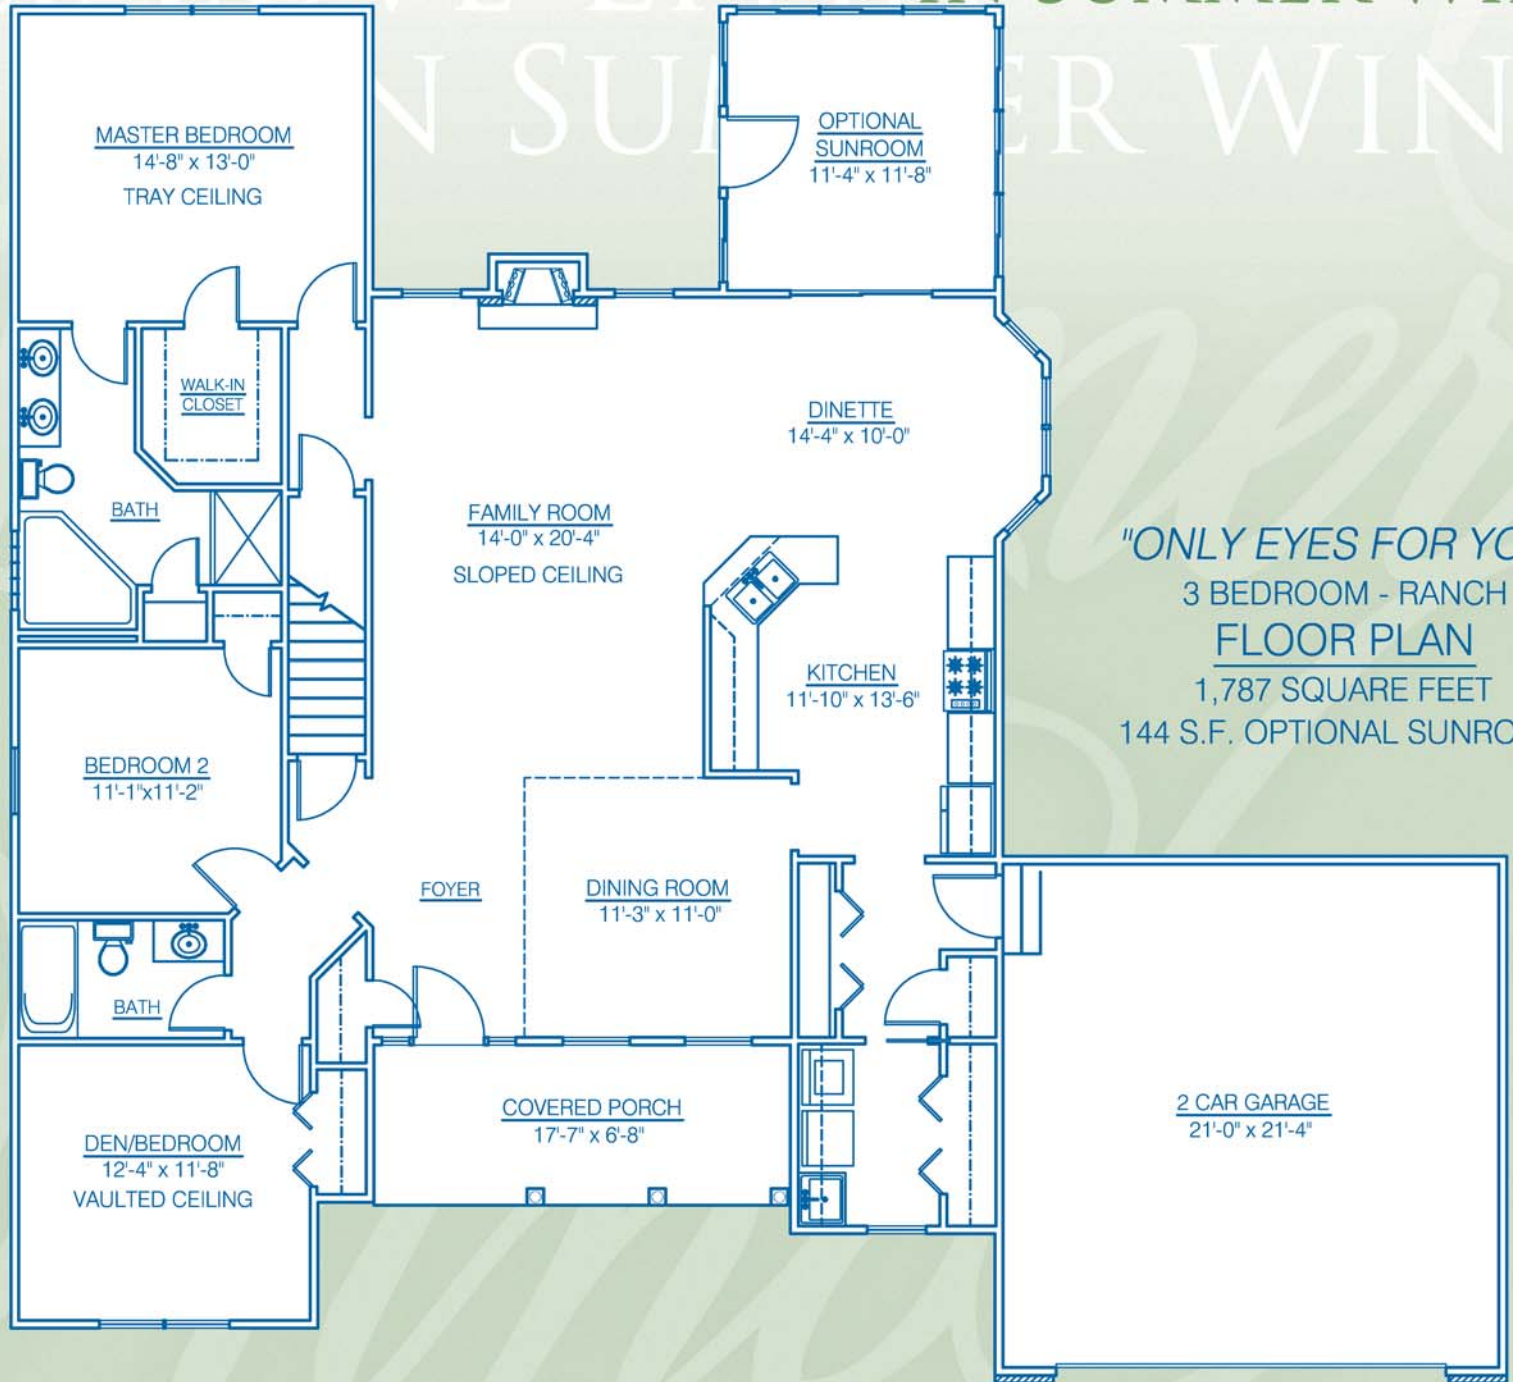 IN SUMMER WIN
MASTER BEDROOM
14'-8" x 13'-0"
TRAY CEILING
OPTIONAL
SUNROOM
11'-4" x 11'-8"
WALK-IN
CLOSET
DINETTE
14'-4" x 10'-0"
BATH
FAMILY ROOM
14'-0" x 20'-4"
SLOPED CEILING
"ONLY EYES FOR YO
3 BEDROOM - RANCH
FLOOR PLAN
1,787 SQUARE FEET
144 S.F. OPTIONAL SUNRO
KITCHEN
11'-10" x 13'-6"
BEDROOM 2
11'-1"x11'-2"
FOYER
DINING ROOM
11'-3" x 11'-0"
BATH
COVERED PORCH
17'-7" x 6'-8"
2 CAR GARAGE
21'-0" x 21'-4"
DEN/BEDROOM
12'-4" x 11'-8"
VAULTED CEILING